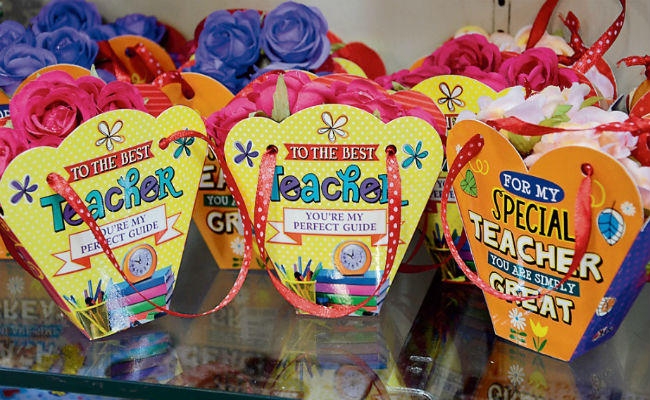 TO THE BEST
Teacher
YOU'RE MY
PERFECT GUIDE
TO THE BEST
Teacher
YOU'RE MY
PERFECT GUIDE
FOR MY
SPECIAL
TEACHER
YOU ARE SIMPLY
GREAT